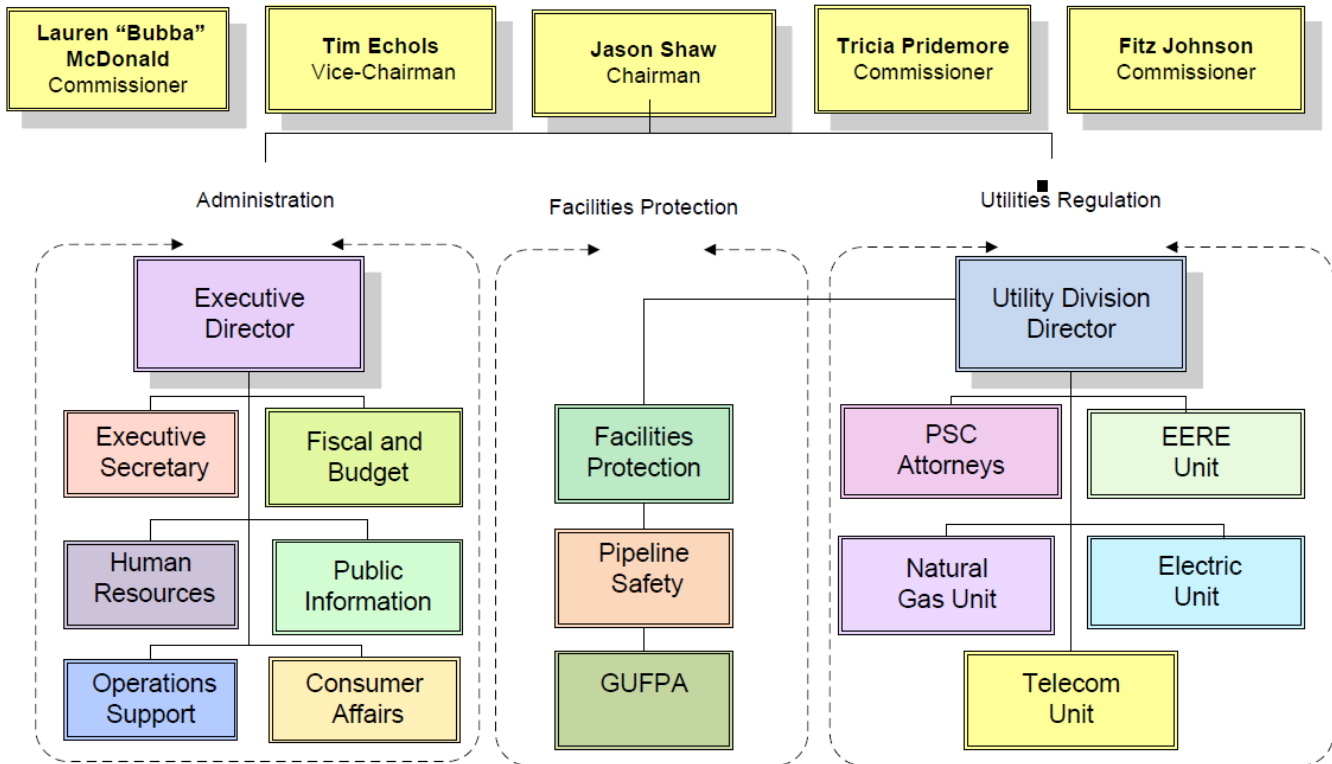 Lauren “Bubba”
McDonald
Commissioner
Tim Echols
Vice-Chairman
Jason Shaw
Chairman
Tricia Pridemore
Commissioner
Fitz Johnson
Commissioner
Administration
Facilities Protection
Utilities Regulation
Executive
Director
Utility Division
Director
Executive
Secretary
Fiscal and
Budget
Facilities
Protection
PSC
Attorneys
EERE
Unit
Human
Resources
Public
Information
Pipeline
Safety
Natural
Gas Unit
Electric
Unit
Operations
Support
Consumer
Affairs
GUFPA
Telecom
Unit